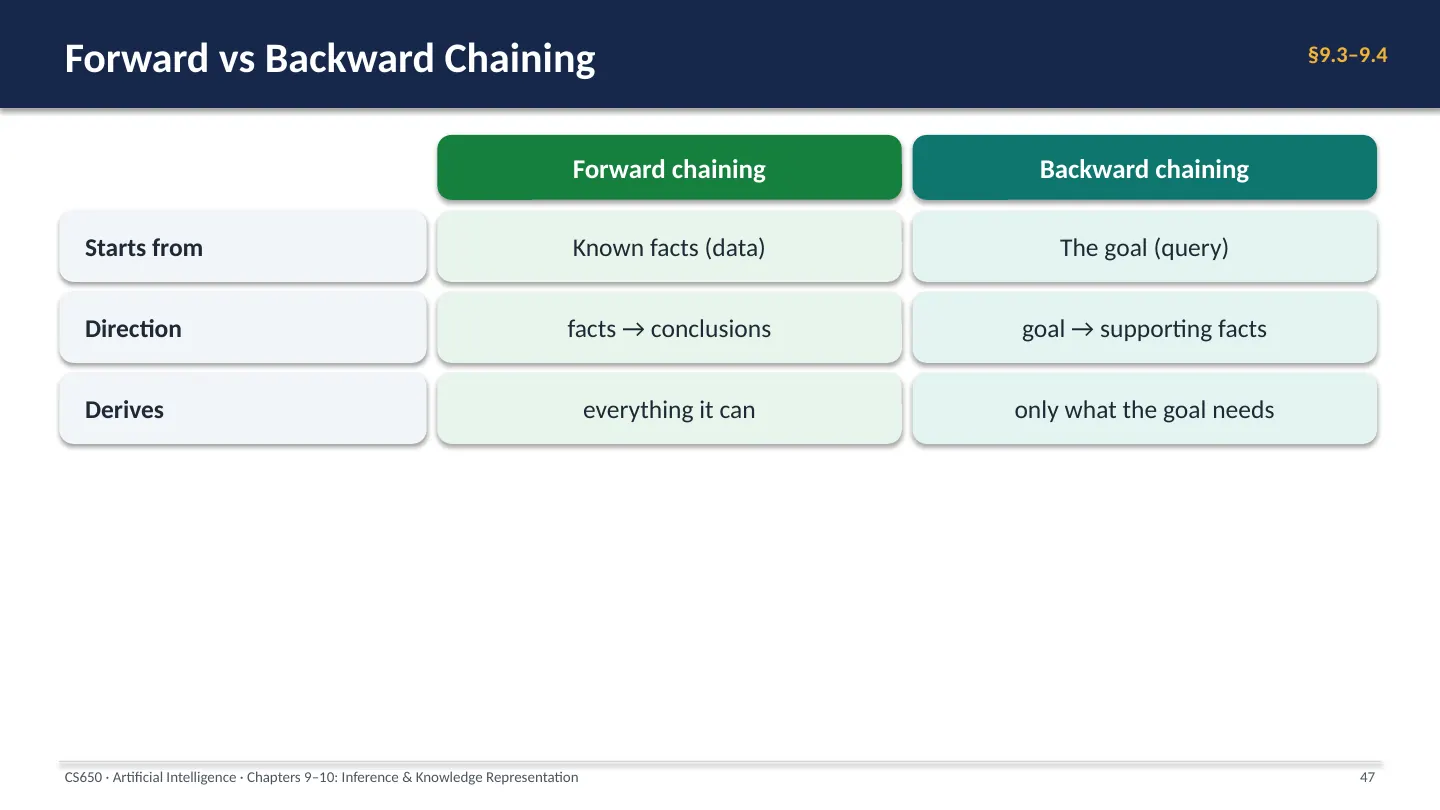 Forward vs Backward Chaining
§9.3–9.4
Forward chaining
Backward chaining
Starts from
Known facts (data)
The goal (query)
Direction
facts → conclusions
goal → supporting facts
Derives
everything it can
only what the goal needs
CS650 · Artificial Intelligence · Chapters 9–10: Inference & Knowledge Representation
47